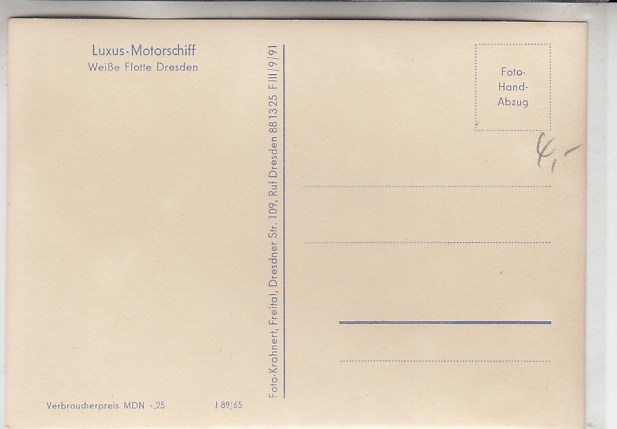 Luxus-Motorschiff
Weiße Flotte Dresden
Foto-Krahnert, Freital, Dresdner Str. 109, Ruf Dresden 881325 F III/9/91
Foto-
Hand-
Abzug
4,-
Verbraucherpreis MDN -,25
J 89/65